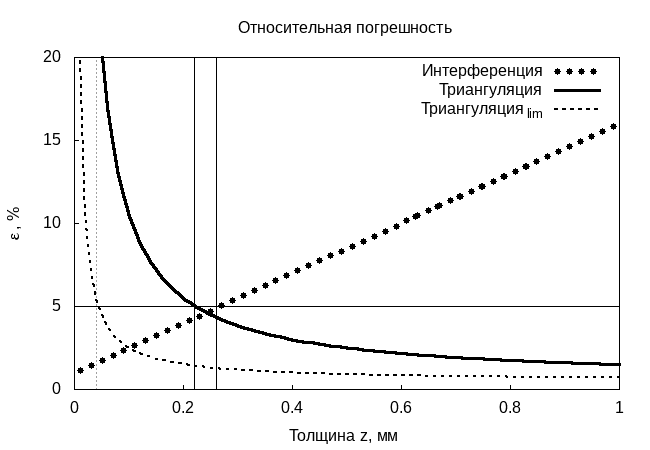 Относительная погрешность
Интерференция
Триангуляция
Триангуляция lim
ε, %
20
15
10
5
0
0 0.2 0.4 0.6 0.8 1
Толщина z, мм